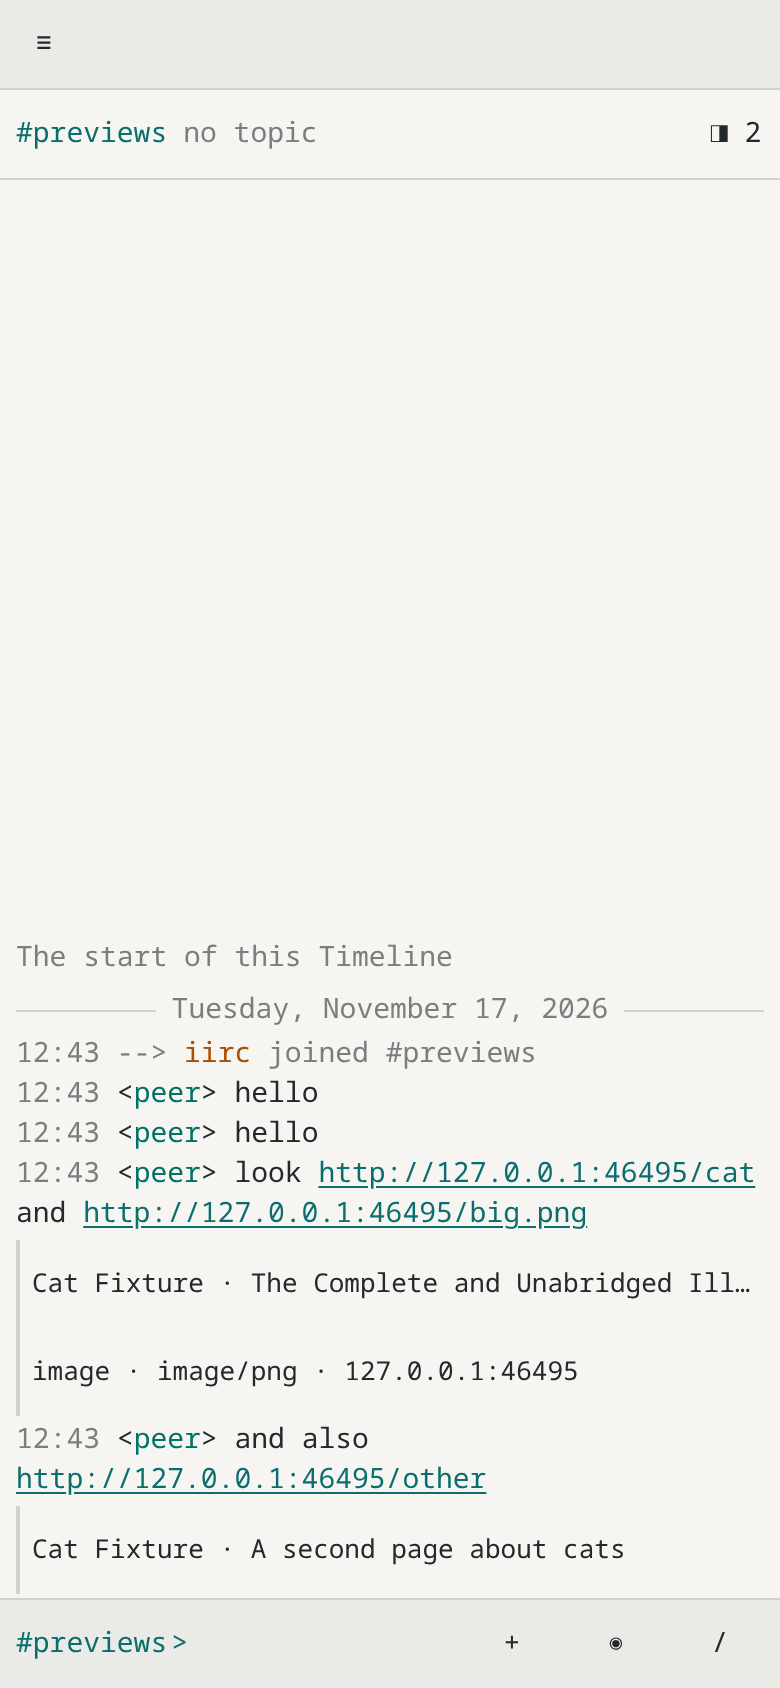 ≡
#previews no topic ◨ 2
The start of this Timeline
Tuesday, November 17, 2026
12:43 --> iirc joined #previews
12:43 <peer> hello
12:43 <peer> hello
12:43 <peer> look http://127.0.0.1:46495/cat
and http://127.0.0.1:46495/big.png
Cat Fixture · The Complete and Unabridged Ill…
image · image/png · 127.0.0.1:46495
12:43 <peer> and also
http://127.0.0.1:46495/other
Cat Fixture · A second page about cats
#previews> + ◉ /